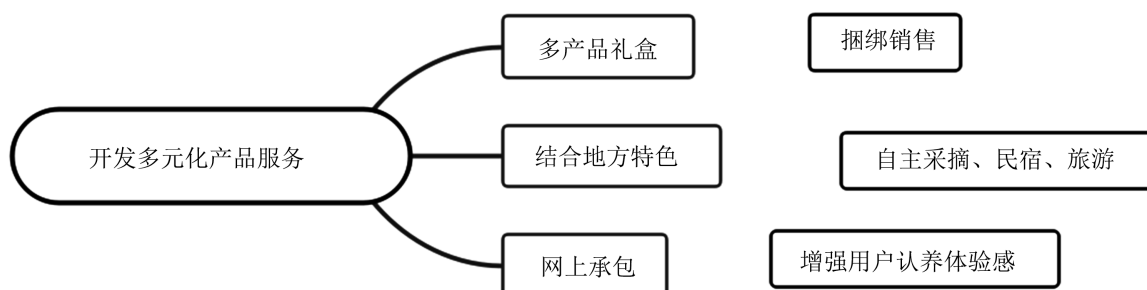 多产品礼盒
捆绑销售
开发多元化产品服务
结合地方特色
自主采摘、民宿、旅游
网上承包
增强用户认养体验感